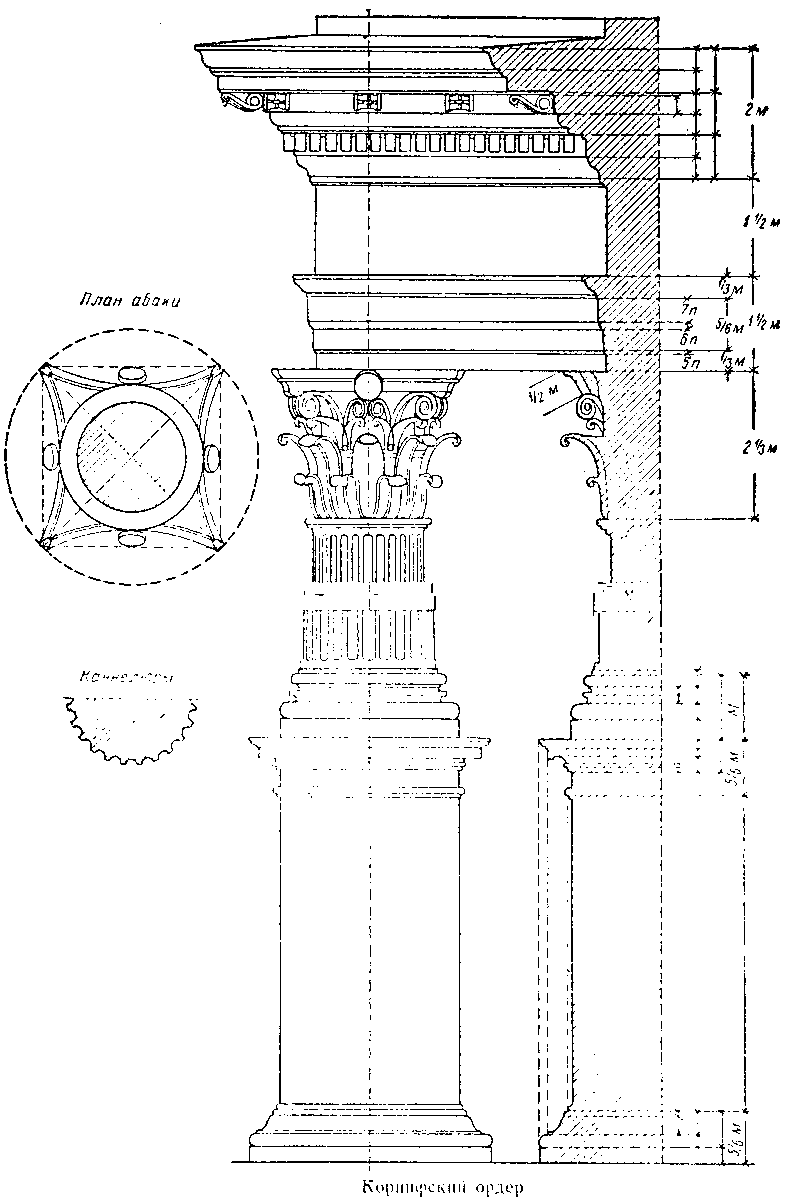 2 м
1 1/2 м
1/3 м
7п
5/6 м
1 1/2 м
6п
1/3 м
5п
План абаки
1/2 м
2 1/3 м
Каннелюры
М
5/6 м
5/6 м
Коринфский ордер